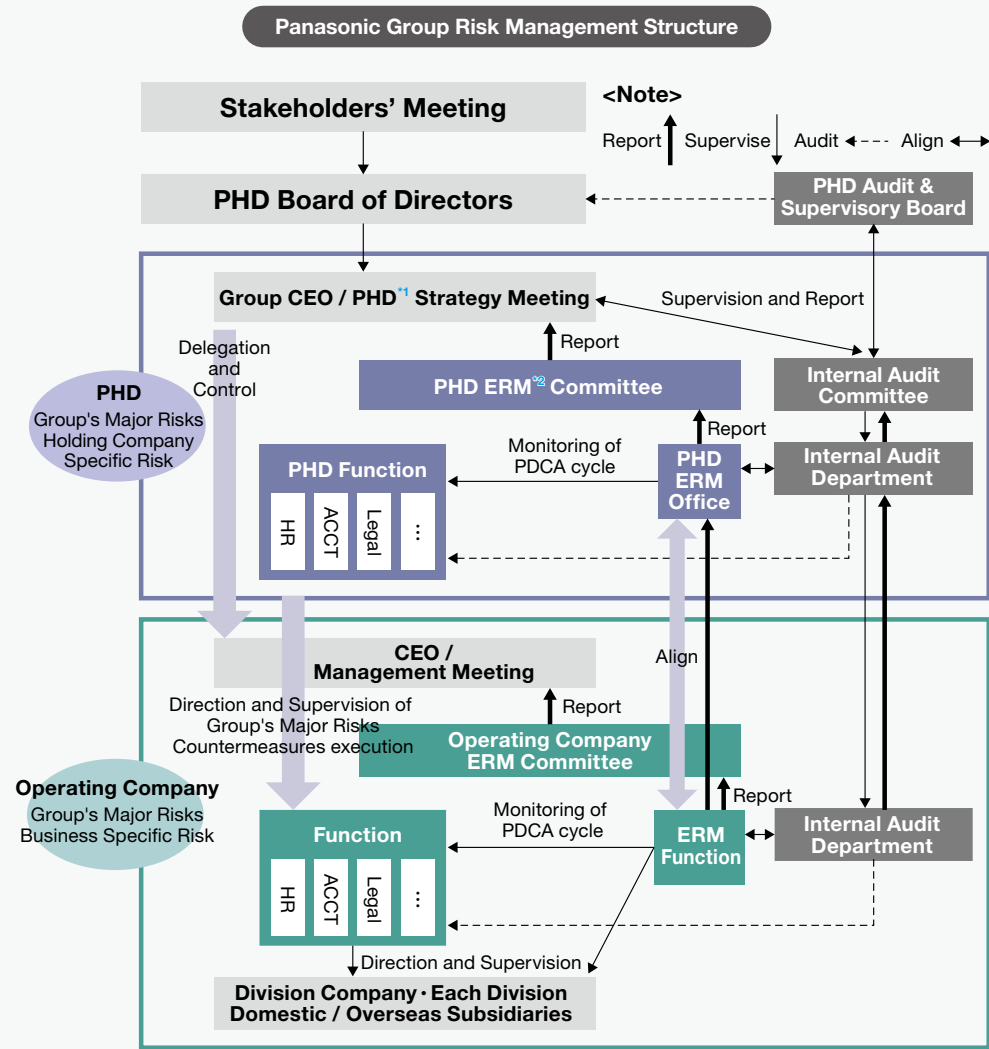 Panasonic Group Risk Management Structure
Stakeholders’ Meeting
<Note>
Report
Supervise
Audit
Align
PHD Board of Directors
PHD Audit &
Supervisory Board
Group CEO / PHD*1 Strategy Meeting
Supervision and Report
Delegation
and
Control
Report
PHD
Group's Major Risks
Holding Company
Specific Risk
PHD ERM*2 Committee
Internal Audit
Committee
Report
Monitoring of
PDCA cycle
PHD Function
HR
ACCT
Legal
...
PHD
ERM
Office
Internal Audit
Department
CEO /
Management Meeting
Align
Direction and Supervision of
Group's Major Risks
Countermeasures execution
Report
Operating Company
ERM Committee
Operating Company
Group's Major Risks
Business Specific Risk
Report
Monitoring of
PDCA cycle
Function
HR
ACCT
Legal
...
ERM
Function
Internal Audit
Department
Direction and Supervision
Division Company · Each Division
Domestic / Overseas Subsidiaries